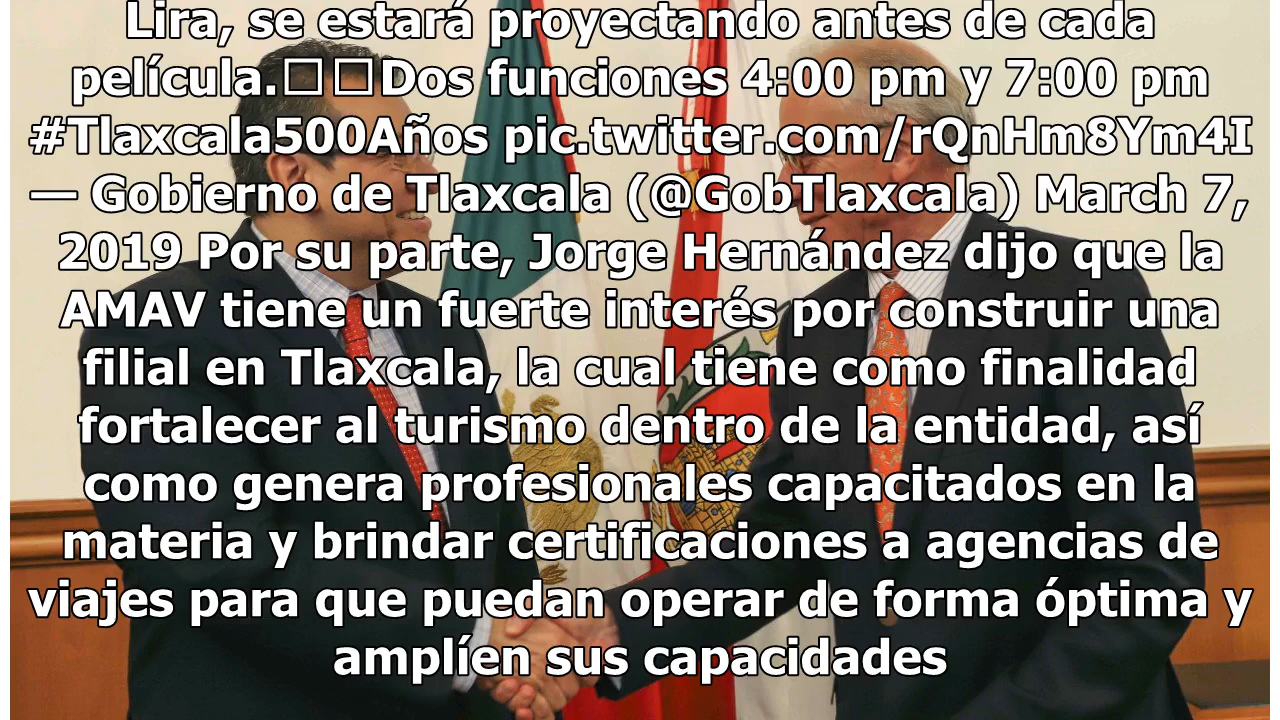 Lira, se estará proyectando antes de cada
película.□□Dos funciones 4:00 pm y 7:00 pm
#Tlaxcala500Años pic.twitter.com/rQnHm8Ym4I
— Gobierno de Tlaxcala (@GobTlaxcala) March 7,
2019 Por su parte, Jorge Hernández dijo que la
AMAV tiene un fuerte interés por construir una
filial en Tlaxcala, la cual tiene como finalidad
fortalecer al turismo dentro de la entidad, así
como genera profesionales capacitados en la
materia y brindar certificaciones a agencias de
viajes para que puedan operar de forma óptima y
amplíen sus capacidades